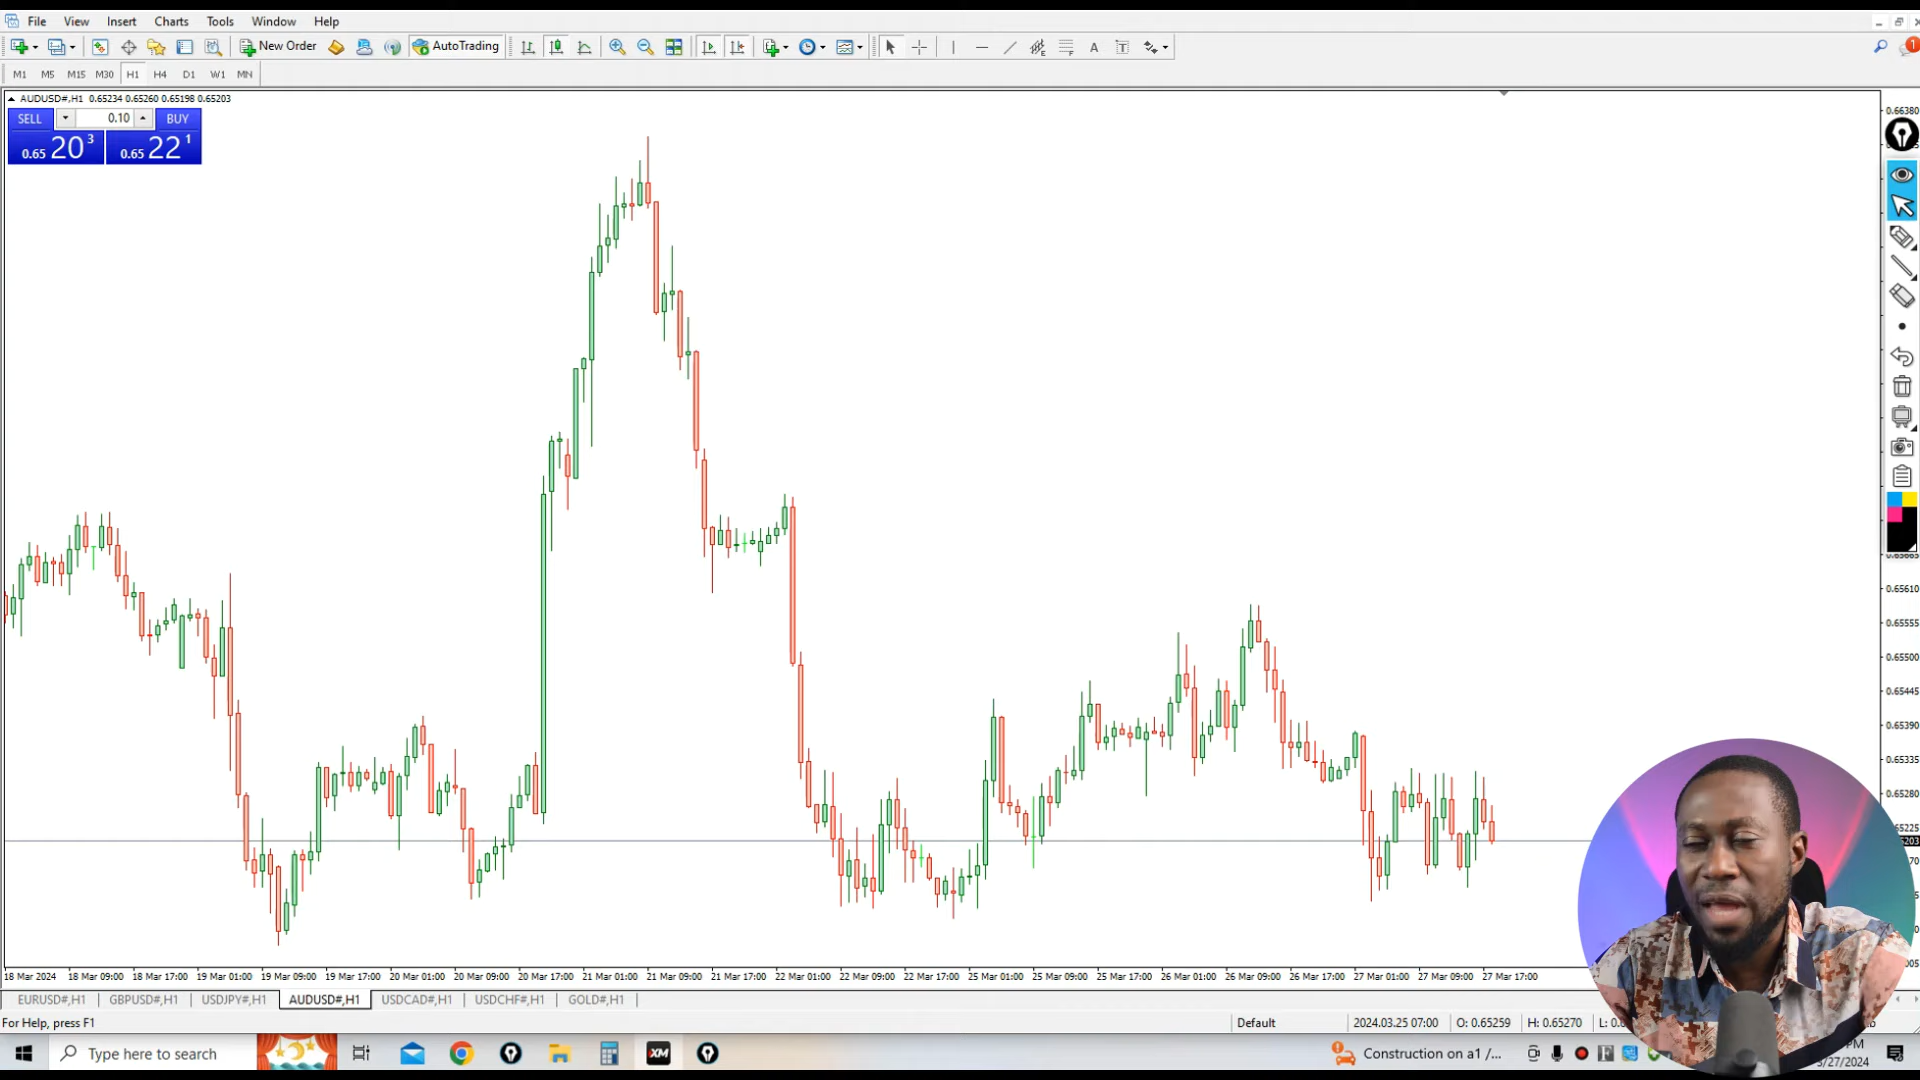 File View Insert Charts Tools Window Help
New Order AutoTrading
M1 M5 M15 M30 H1 H4 D1 W1 MN
AUDUSD#,H1 0.65234 0.65260 0.65198 0.65203
SELL 0.10 BUY
0.65 20 3 0.65 22 1
0.66380
0.65610
0.65555
0.65500
0.65445
0.65390
0.65335
0.65280
0.65225
18 Mar 2024 18 Mar 09:00 18 Mar 17:00 19 Mar 01:00 19 Mar 09:00 19 Mar 17:00 20 Mar 01:00 20 Mar 09:00 20 Mar 17:00 21 Mar 01:00 21 Mar 09:00 21 Mar 17:00 22 Mar 01:00 22 Mar 09:00 22 Mar 17:00 25 Mar 01:00 25 Mar 09:00 25 Mar 17:00 26 Mar 01:00 26 Mar 09:00 26 Mar 17:00 27 Mar 01:00 27 Mar 09:00 27 Mar 17:00
EURUSD#,H1 GBPUSD#,H1 USDJPY#,H1 AUDUSD#,H1 USDCAD#,H1 USDCHF#,H1 GOLD#,H1
For Help, press F1 Default 2024.03.25 07:00 O: 0.65259 H: 0.65270
Type here to search XM Construction on a1 /...